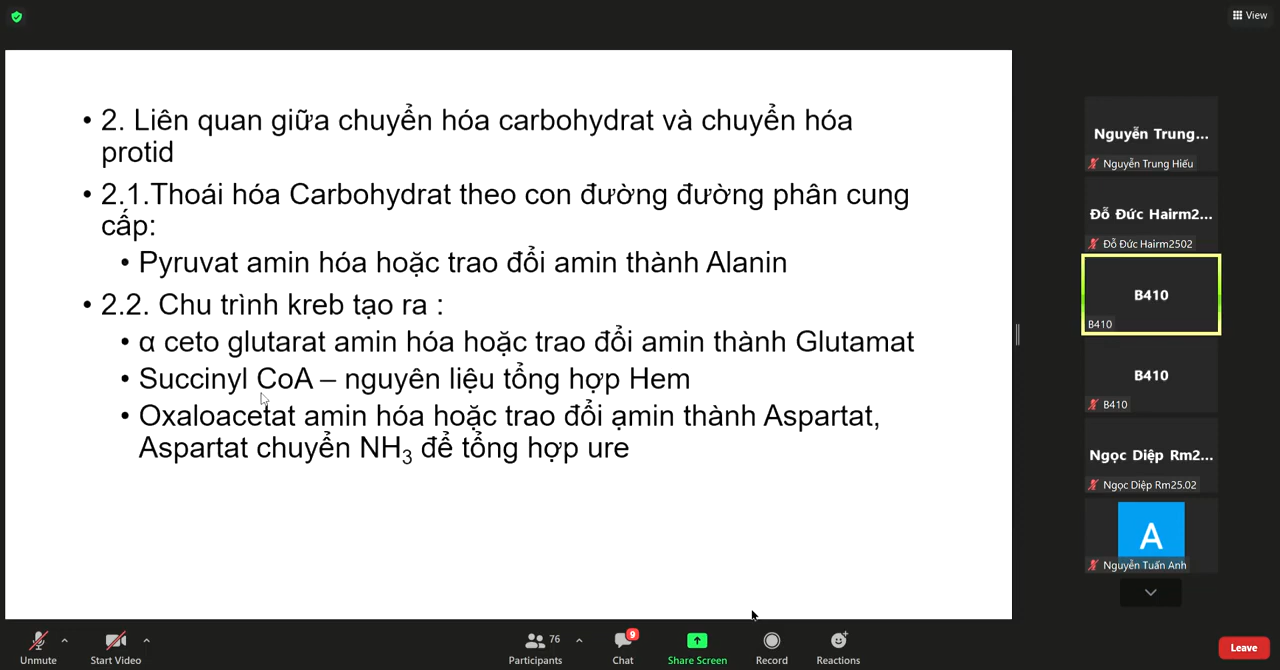 View
• 2. Liên quan giữa chuyển hóa carbohydrat và chuyển hóa
protid
• 2.1.Thoái hóa Carbohydrat theo con đường đường phân cung
cấp:
• Pyruvat amin hóa hoặc trao đổi amin thành Alanin
• 2.2. Chu trình kreb tạo ra :
• α ceto glutarat amin hóa hoặc trao đổi amin thành Glutamat
• Succinyl CoA – nguyên liệu tổng hợp Hem
• Oxaloacetat amin hóa hoặc trao đổi amin thành Aspartat,
Aspartat chuyển NH₃ để tổng hợp ure
Nguyễn Trung...
Nguyễn Trung Hiếu
Đỗ Đức Hairm2...
Đỗ Đức Hairm2502
B410
B410
B410
B410
Ngọc Diệp Rm2...
Ngọc Diệp Rm25.02
A
Nguyễn Tuấn Anh
Unmute
Start Video
Participants
76
Chat
9
Share Screen
Record
Reactions
Leave